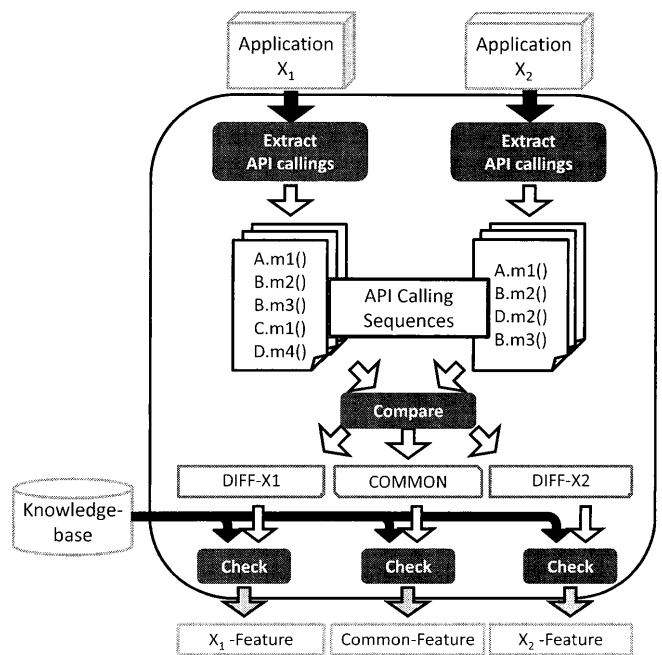 Application
X1
Application
X2
Extract
API callings
Extract
API callings
A.m1()
B.m2()
B.m3()
C.m1()
D.m4()
API Calling
Sequences
A.m1()
B.m2()
D.m2()
B.m3()
Compare
DIFF-X1
COMMON
DIFF-X2
Knowledge-
base
Check
Check
Check
X1 -Feature
Common-Feature
X2 -Feature